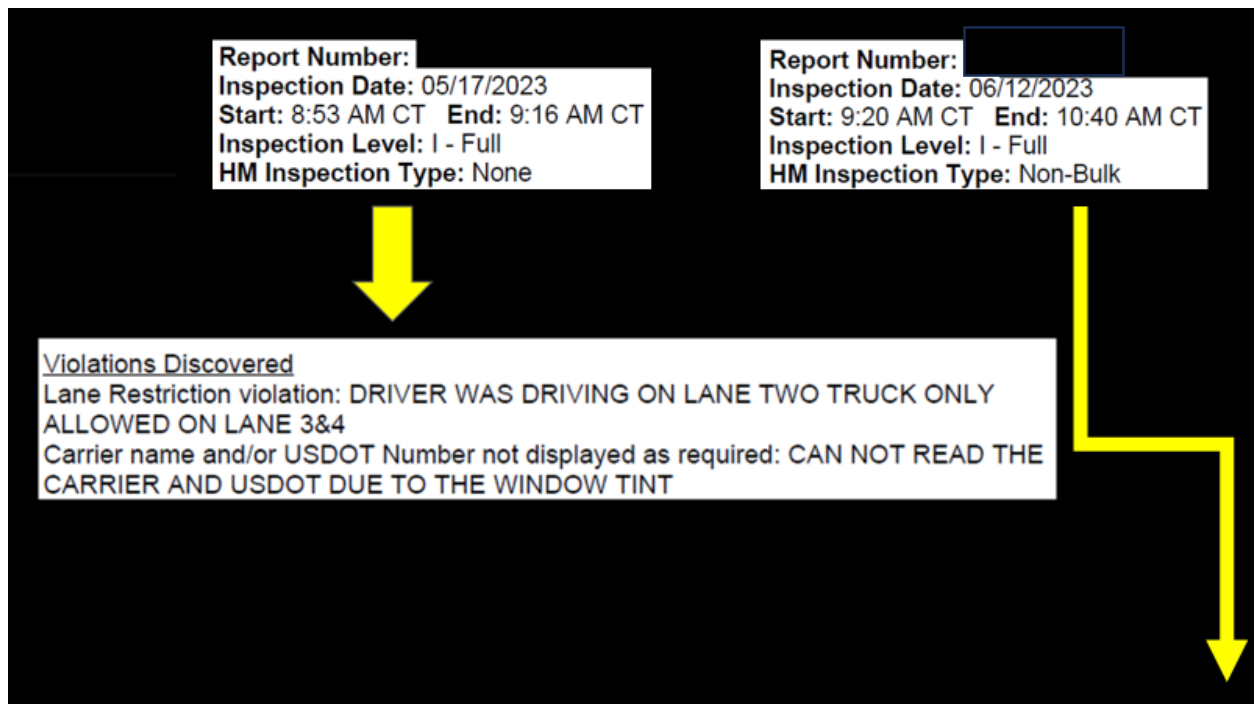 Report Number:
Inspection Date: 05/17/2023
Start: 8:53 AM CT End: 9:16 AM CT
Inspection Level: I - Full
HM Inspection Type: None
Report Number:
Inspection Date: 06/12/2023
Start: 9:20 AM CT End: 10:40 AM CT
Inspection Level: I - Full
HM Inspection Type: Non-Bulk
Violations Discovered
Lane Restriction violation: DRIVER WAS DRIVING ON LANE TWO TRUCK ONLY
ALLOWED ON LANE 3&4
Carrier name and/or USDOT Number not displayed as required: CAN NOT READ THE
CARRIER AND USDOT DUE TO THE WINDOW TINT